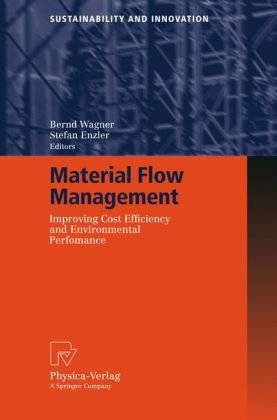 SUSTAINABILITY AND INNOVATION
Bernd Wagner
Stefan Enzler
Editors
Material Flow
Management
Improving Cost Efficiency
and Environmental
Perfomance
Physica-Verlag
A Springer Company